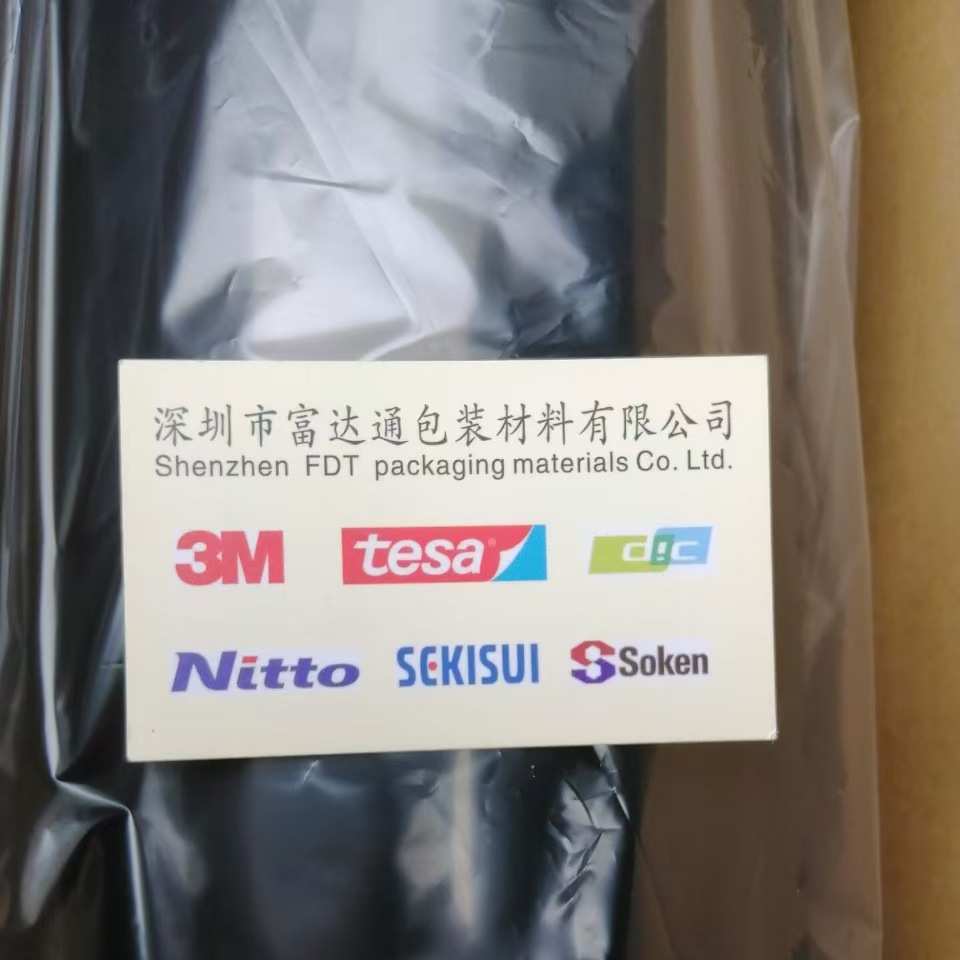 深圳市富达通包装材料有限公司
Shenzhen FDT packaging materials Co. Ltd.
3M tesa® dic
Nitto SEKISUI Soken